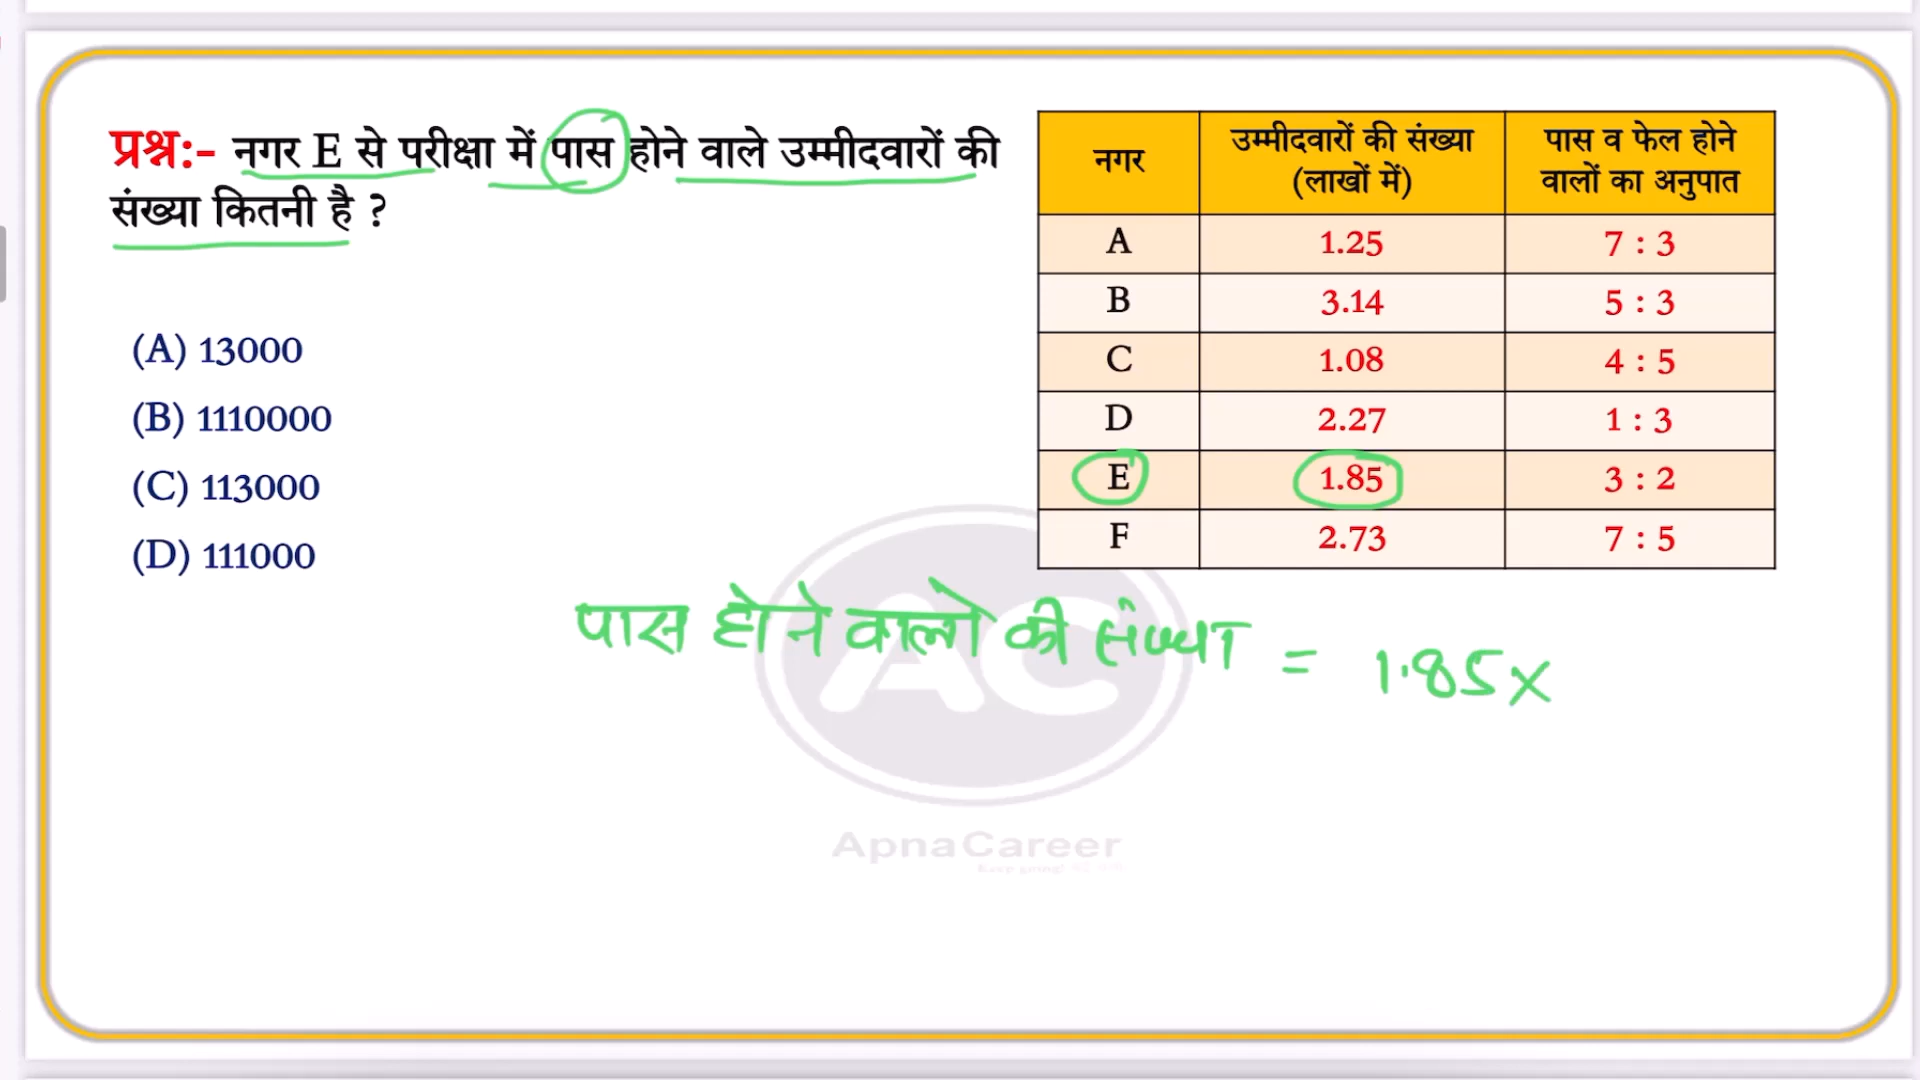 प्रश्न:- नगर E से परीक्षा में पास होने वाले उम्मीदवारों की
संख्या कितनी है ?
(A) 13000
(B) 1110000
(C) 113000
(D) 111000
नगर उम्मीदवारों की संख्या (लाखों में) पास व फेल होने वालों का अनुपात
A 1.25 7 : 3
B 3.14 5 : 3
C 1.08 4 : 5
D 2.27 1 : 3
E 1.85 3 : 2
F 2.73 7 : 5
पास होने वालो की संख्या = 1.85 ×
AC
ApnaCareer